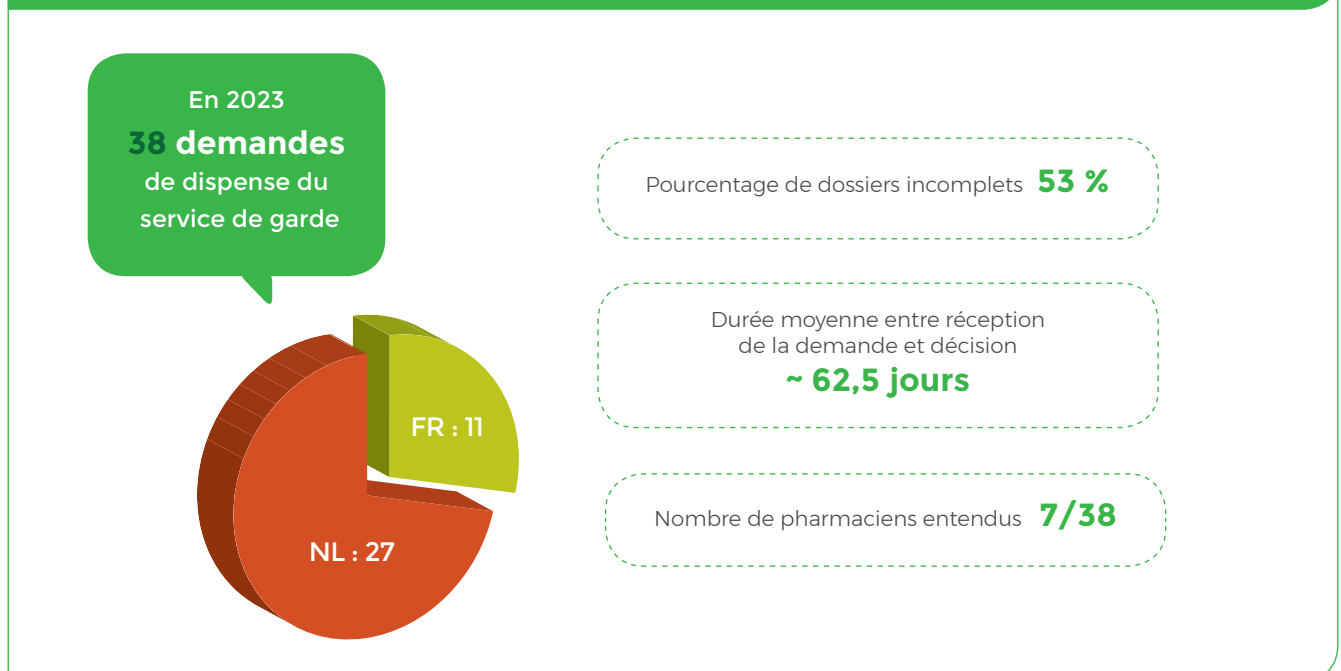 En 2023
38 demandes
de dispense du
service de garde
FR : 11
NL : 27
Pourcentage de dossiers incomplets 53 %
Durée moyenne entre réception
de la demande et décision
~ 62,5 jours
Nombre de pharmaciens entendus 7/38